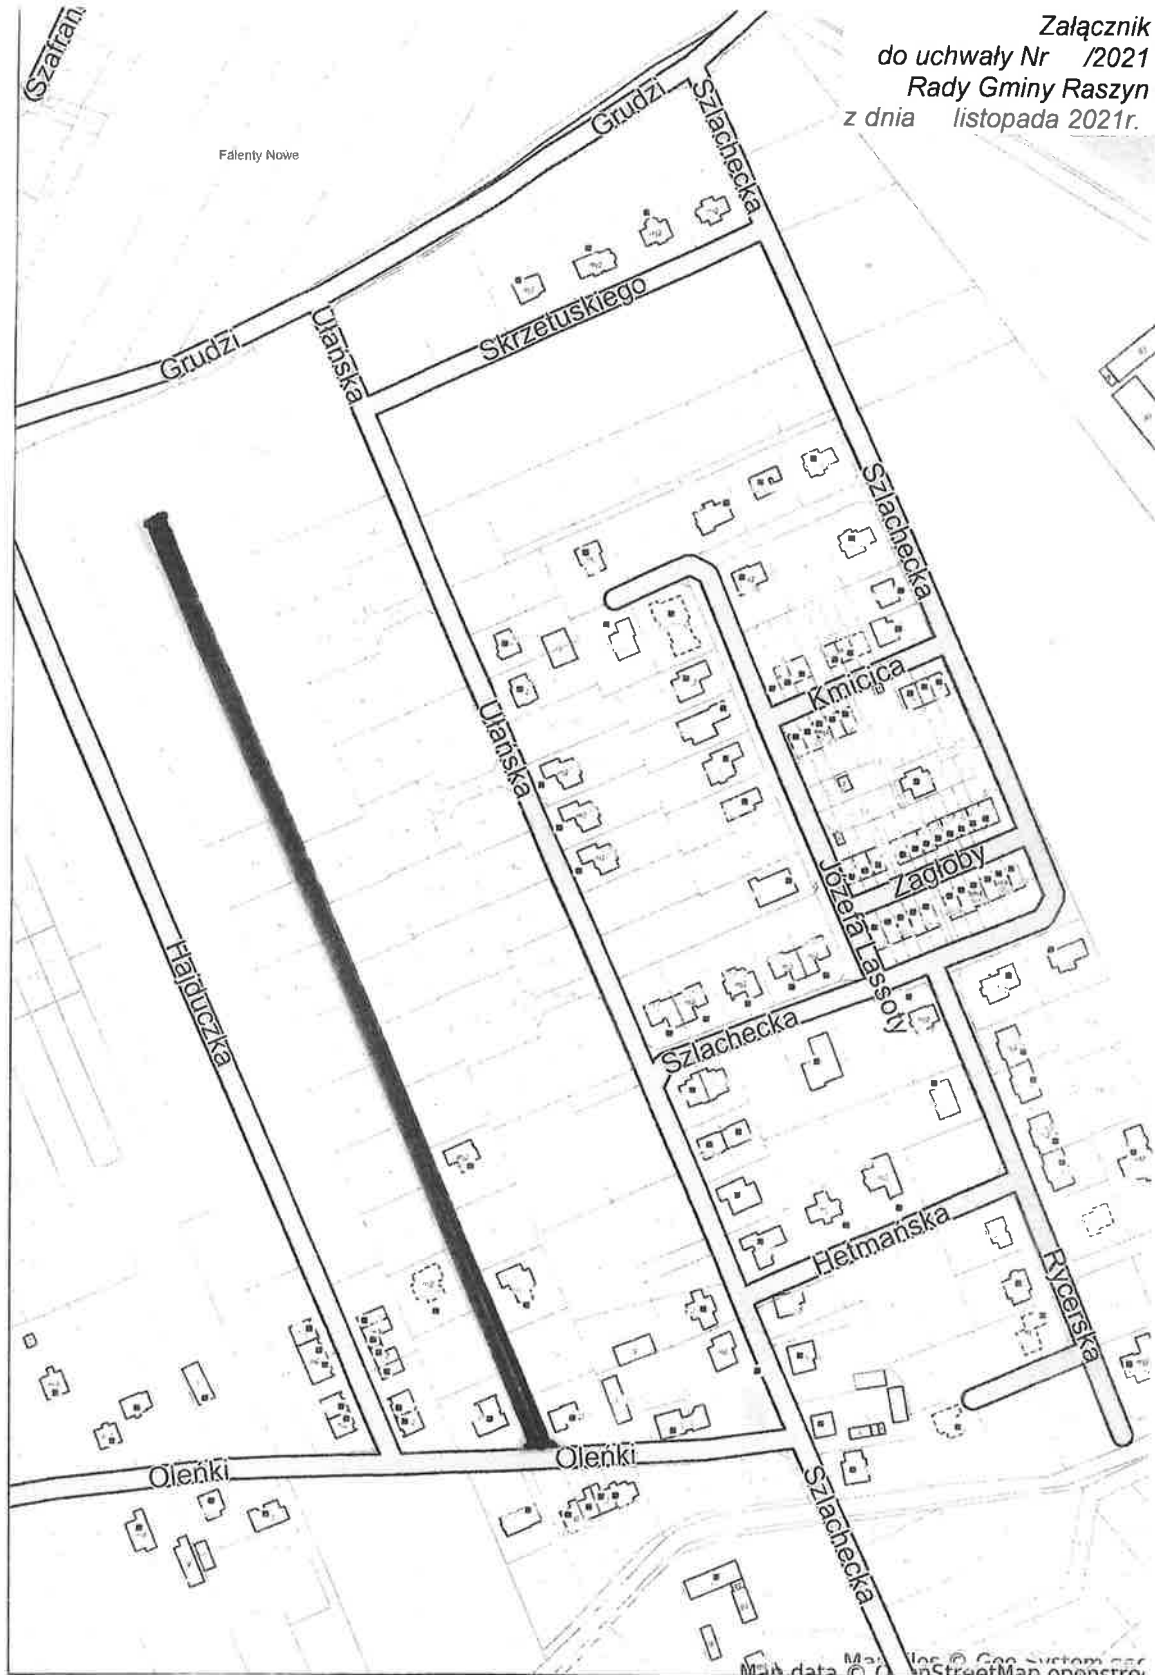 Załącznik
do uchwały Nr /2021
Rady Gminy Raszyn
z dnia listopada 2021r.
Szafran
Falenty Nowe
Grudzi
Szlachecka
Skrzetuskiego
Grudzi
Ułańska
Szlachecka
Kmicica
Ułańska
Zagłoby
Józefa Lassoty
Hajduczka
Szlachecka
Hetmańska
Rycerska
Oleńki
Oleńki
Szlachecka